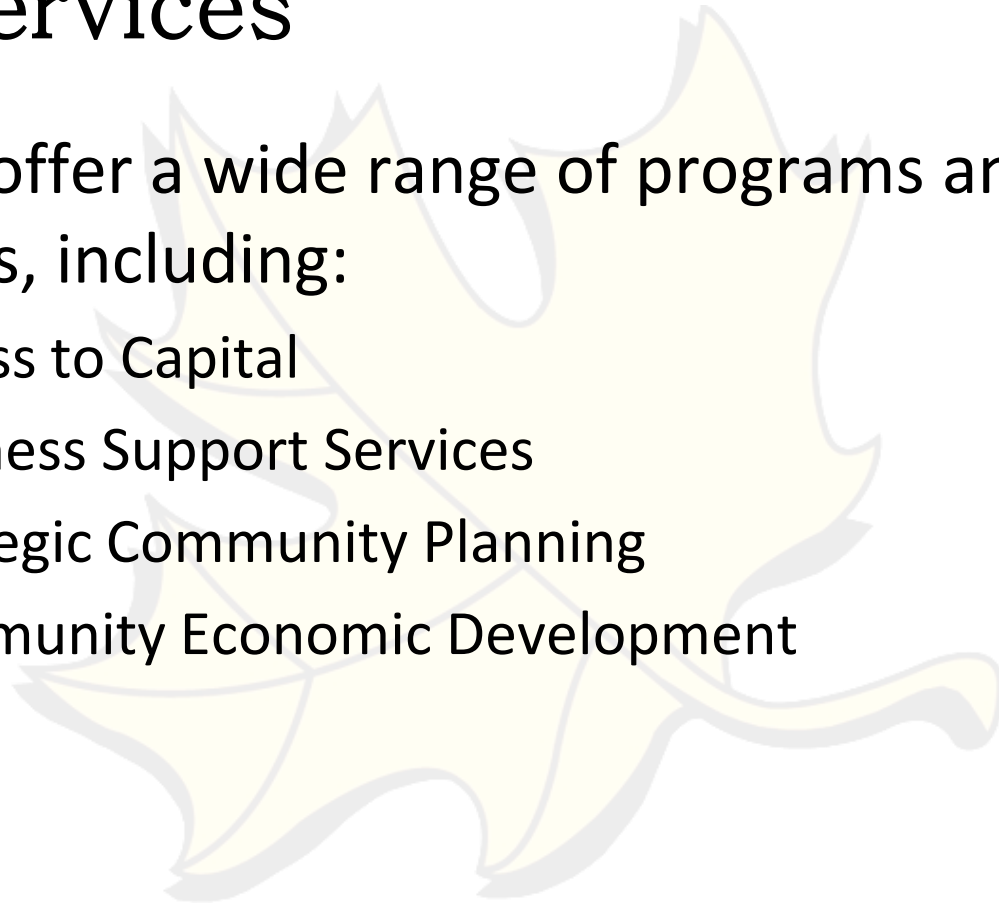 ervices
offer a wide range of programs an
s, including:
ss to Capital
ness Support Services
egic Community Planning
munity Economic Development